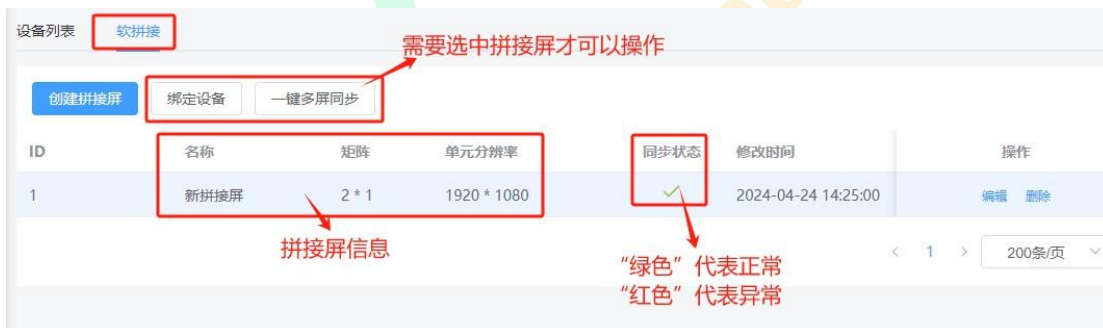 设备列表 软拼接
需要选中拼接屏才可以操作
创建拼接屏 绑定设备 一键多屏同步
ID 名称 矩阵 单元分辨率 同步状态 修改时间 操作
1 新拼接屏 2 * 1 1920 * 1080 2024-04-24 14:25:00 编辑 删除
拼接屏信息
< 1 > 200条/页
“绿色”代表正常
“红色”代表异常